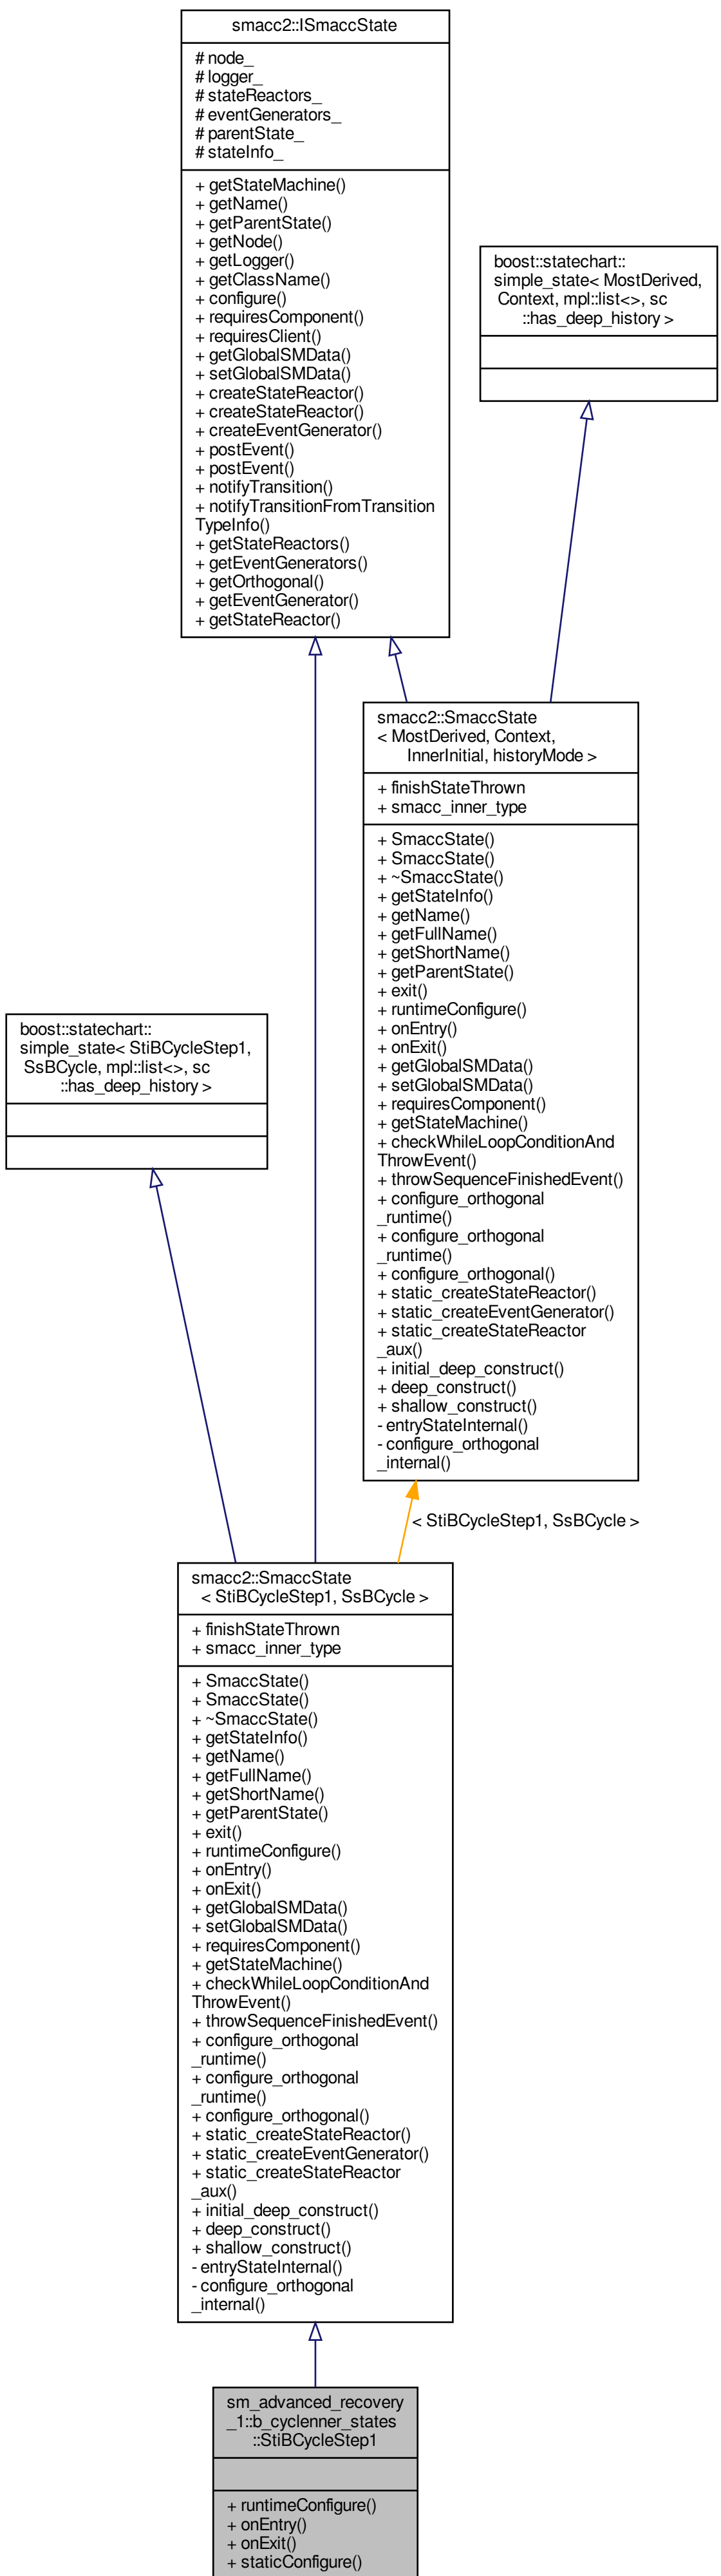 smacc2::ISmaccState
# node_
# logger_
# stateReactors_
# eventGenerators_
# parentState_
# stateInfo_
+ getStateMachine()
+ getName()
+ getParentState()
+ getNode()
+ getLogger()
+ getClassName()
+ configure()
+ requiresComponent()
+ requiresClient()
+ getGlobalSMData()
+ setGlobalSMData()
+ createStateReactor()
+ createStateReactor()
+ createEventGenerator()
+ postEvent()
+ postEvent()
+ notifyTransition()
+ notifyTransitionFromTransition
TypeInfo()
+ getStateReactors()
+ getEventGenerators()
+ getOrthogonal()
+ getEventGenerator()
+ getStateReactor()
boost::statechart::
simple_state< MostDerived,
Context, mpl::list<>, sc
::has_deep_history >
smacc2::SmaccState
< MostDerived, Context,
InnerInitial, historyMode >
+ finishStateThrown
+ smacc_inner_type
+ SmaccState()
+ SmaccState()
+ ~SmaccState()
+ getStateInfo()
+ getName()
+ getFullName()
+ getShortName()
+ getParentState()
+ exit()
+ runtimeConfigure()
+ onEntry()
+ onExit()
+ getGlobalSMData()
+ setGlobalSMData()
+ requiresComponent()
+ getStateMachine()
+ checkWhileLoopConditionAnd
ThrowEvent()
+ throwSequenceFinishedEvent()
+ configure_orthogonal
_runtime()
+ configure_orthogonal
_runtime()
+ configure_orthogonal()
+ static_createStateReactor()
+ static_createEventGenerator()
+ static_createStateReactor
_aux()
+ initial_deep_construct()
+ deep_construct()
+ shallow_construct()
- entryStateInternal()
- configure_orthogonal
_internal()
boost::statechart::
simple_state< StiBCycleStep1,
SsBCycle, mpl::list<>, sc
::has_deep_history >
< StiBCycleStep1, SsBCycle >
smacc2::SmaccState
< StiBCycleStep1, SsBCycle >
+ finishStateThrown
+ smacc_inner_type
+ SmaccState()
+ SmaccState()
+ ~SmaccState()
+ getStateInfo()
+ getName()
+ getFullName()
+ getShortName()
+ getParentState()
+ exit()
+ runtimeConfigure()
+ onEntry()
+ onExit()
+ getGlobalSMData()
+ setGlobalSMData()
+ requiresComponent()
+ getStateMachine()
+ checkWhileLoopConditionAnd
ThrowEvent()
+ throwSequenceFinishedEvent()
+ configure_orthogonal
_runtime()
+ configure_orthogonal
_runtime()
+ configure_orthogonal()
+ static_createStateReactor()
+ static_createEventGenerator()
+ static_createStateReactor
_aux()
+ initial_deep_construct()
+ deep_construct()
+ shallow_construct()
- entryStateInternal()
- configure_orthogonal
_internal()
sm_advanced_recovery
_1::b_cyclenner_states
::StiBCycleStep1
+ runtimeConfigure()
+ onEntry()
+ onExit()
+ staticConfigure()